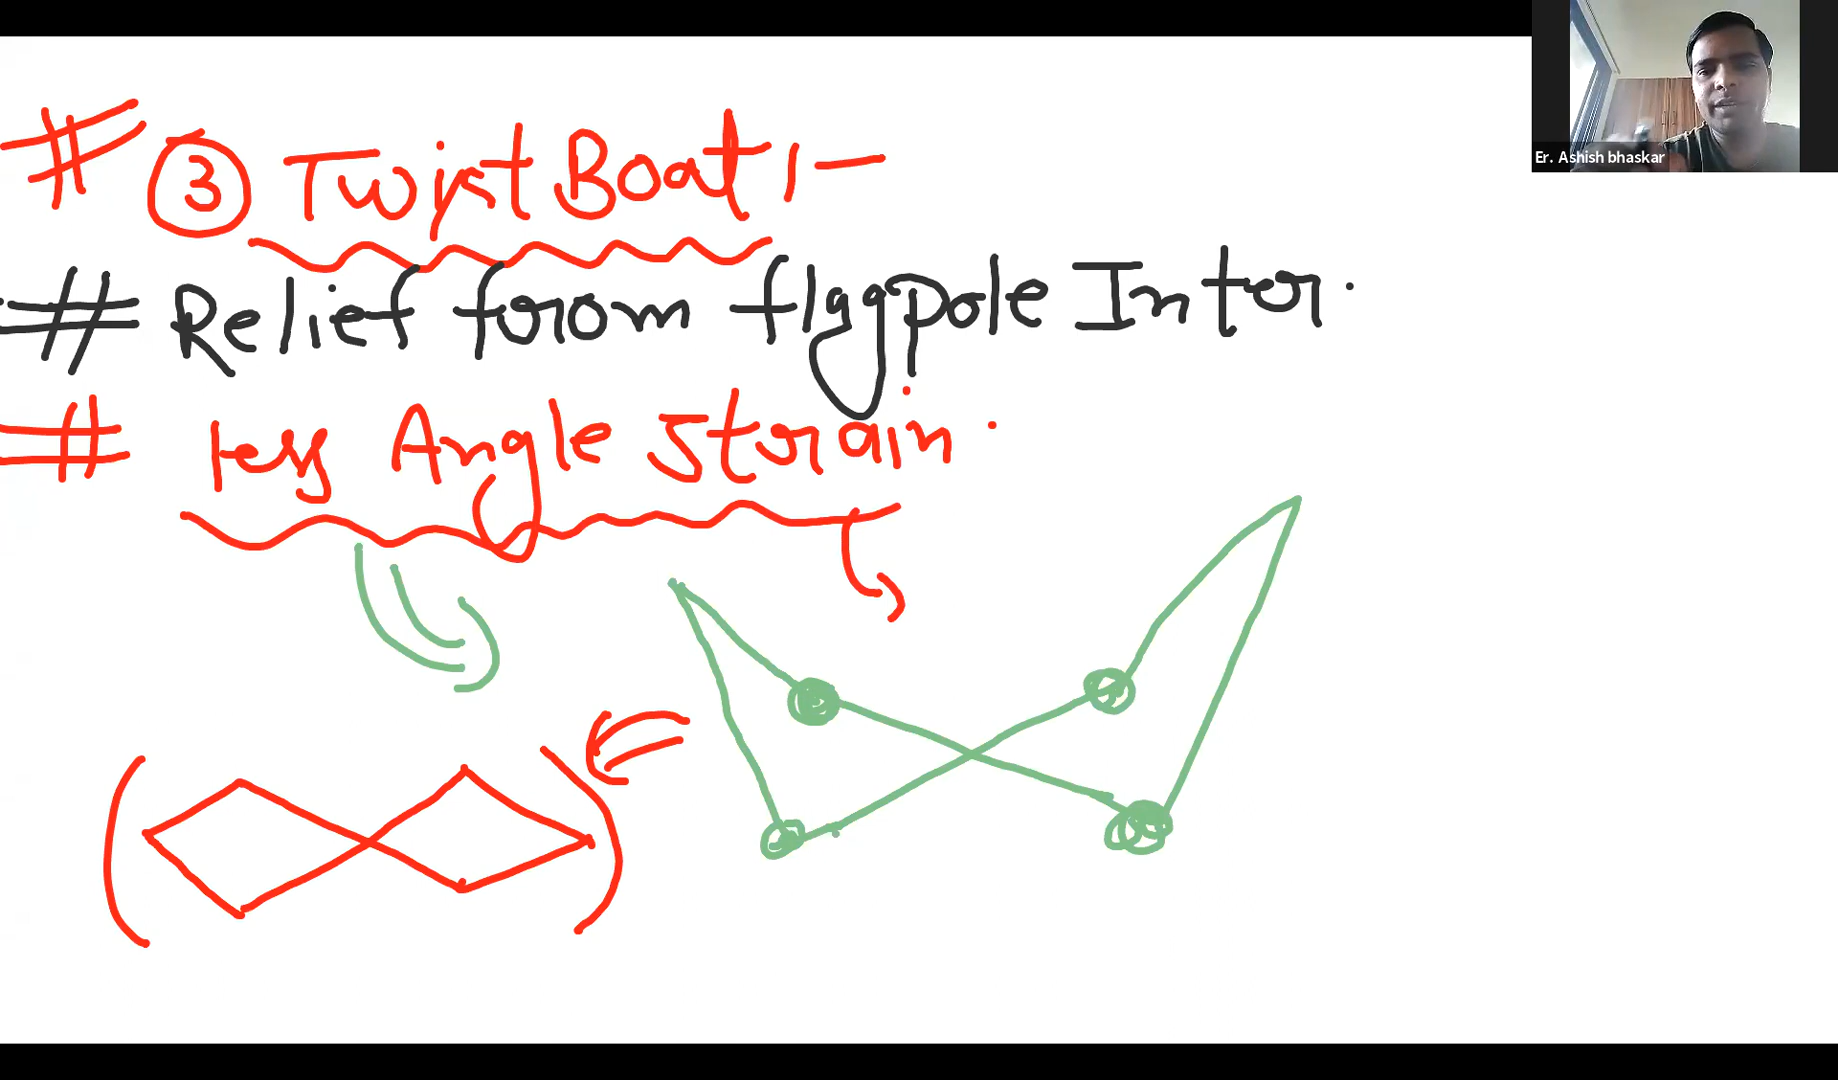 # ③ Twist Boat :-
# Relief from flagpole Inter.
# less Angle Strain.
Er. Ashish bhaskar